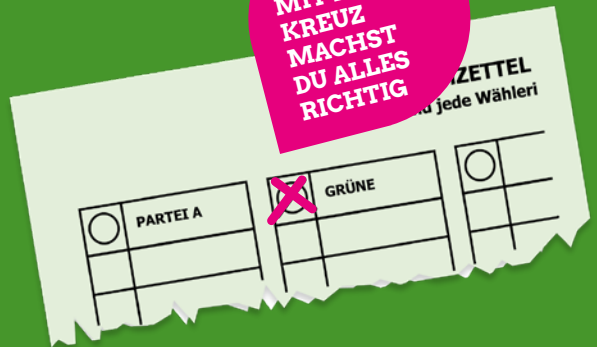 KREUZ
MACHST
DU ALLES
RICHTIG
ZETTEL
jede Wähleri
PARTEI A
GRÜNE